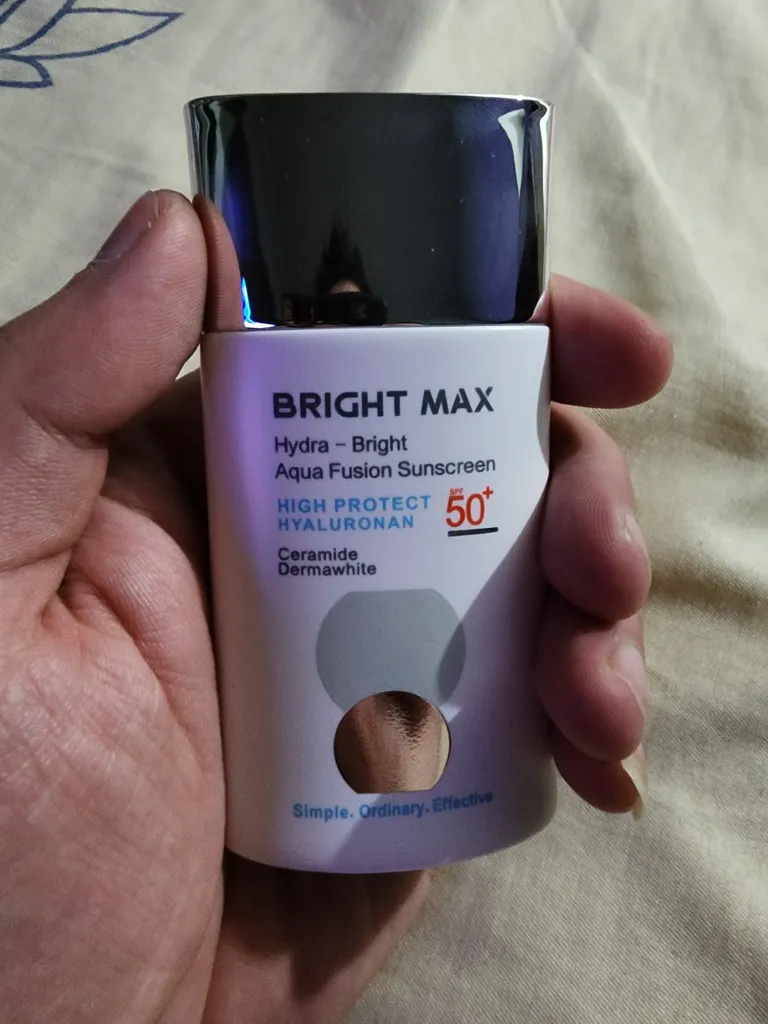 BRIGHT MAX
Hydra – Bright
Aqua Fusion Sunscreen
HIGH PROTECT
HYALURONAN
SPF
50+
Ceramide
Dermawhite
Simple. Ordinary. Effective